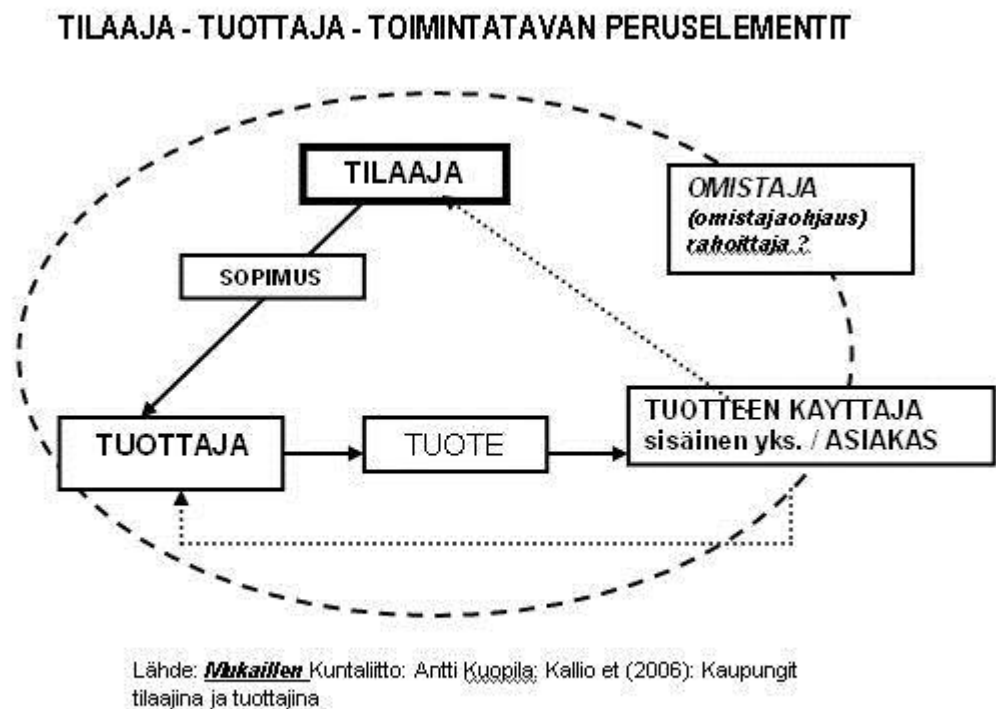 TILAAJA - TUOTTAJA - TOIMINTATAVAN PERUSELEMENTIT
TILAAJA
OMISTAJA
(omistajaohjaus)
rahoittaja ?
SOPIMUS
TUOTTAJA
TUOTE
TUOTTEEN KAYTTAJA
sisäinen yks. / ASIAKAS
Lähde: Mukaillen Kuntaliitto: Antti Kuopila: Kallio et (2006): Kaupungit
tilaajina ja tuottajina